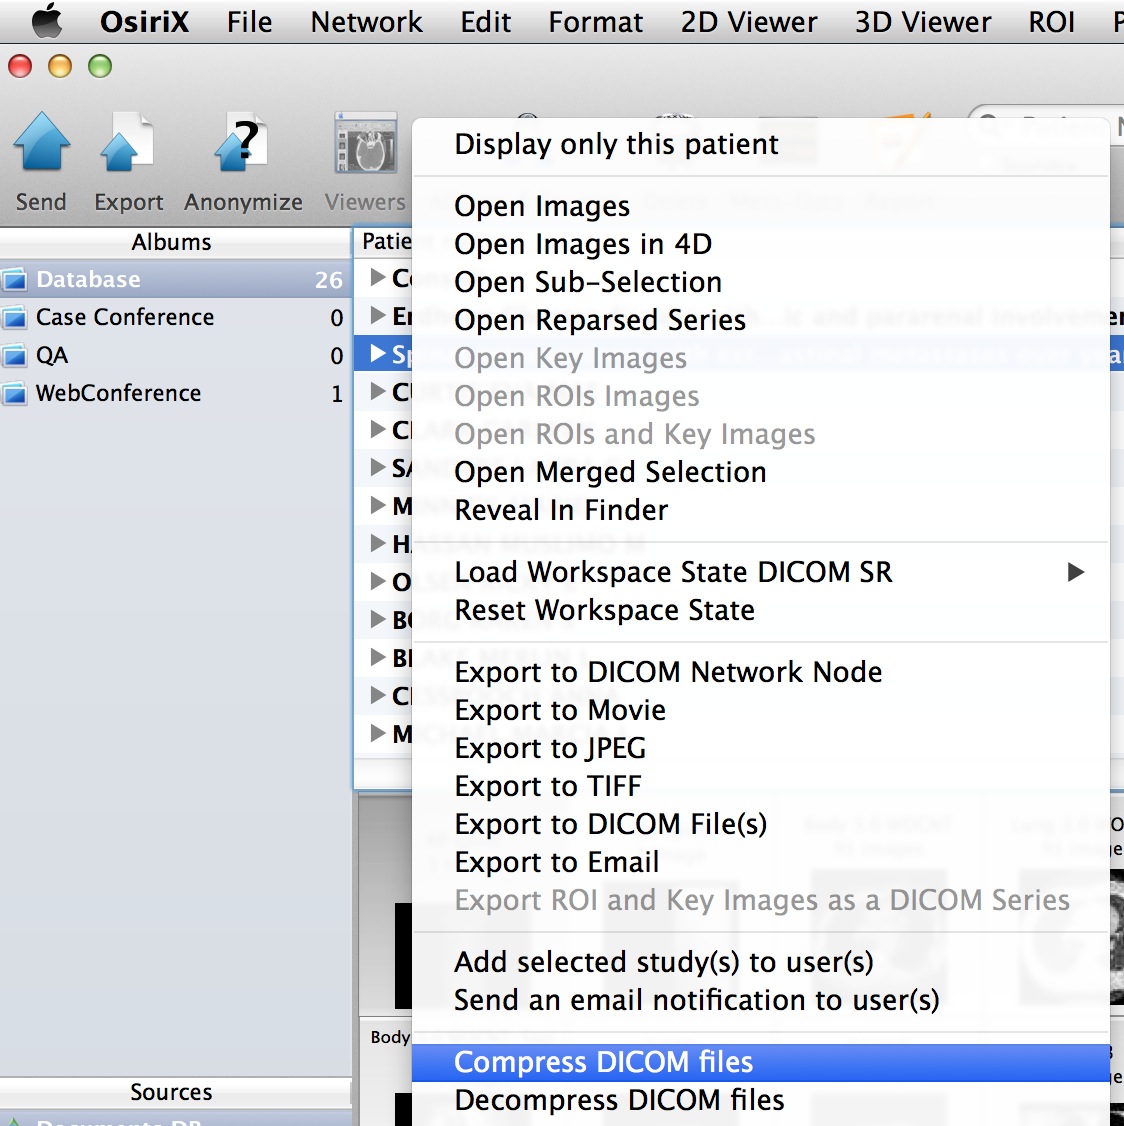 OsiriX File Network Edit Format 2D Viewer 3D Viewer ROI
?
Send Export Anonymize Viewers
Albums
Database 26
Case Conference 0
QA 0
WebConference 1
Sources
Display only this patient
Open Images
Open Images in 4D
Open Sub-Selection
Open Reparsed Series
Open Key Images
Open ROIs Images
Open ROIs and Key Images
Open Merged Selection
Reveal In Finder
Load Workspace State DICOM SR
Reset Workspace State
Export to DICOM Network Node
Export to Movie
Export to JPEG
Export to TIFF
Export to DICOM File(s)
Export to Email
Export ROI and Key Images as a DICOM Series
Add selected study(s) to user(s)
Send an email notification to user(s)
Compress DICOM files
Decompress DICOM files
Body